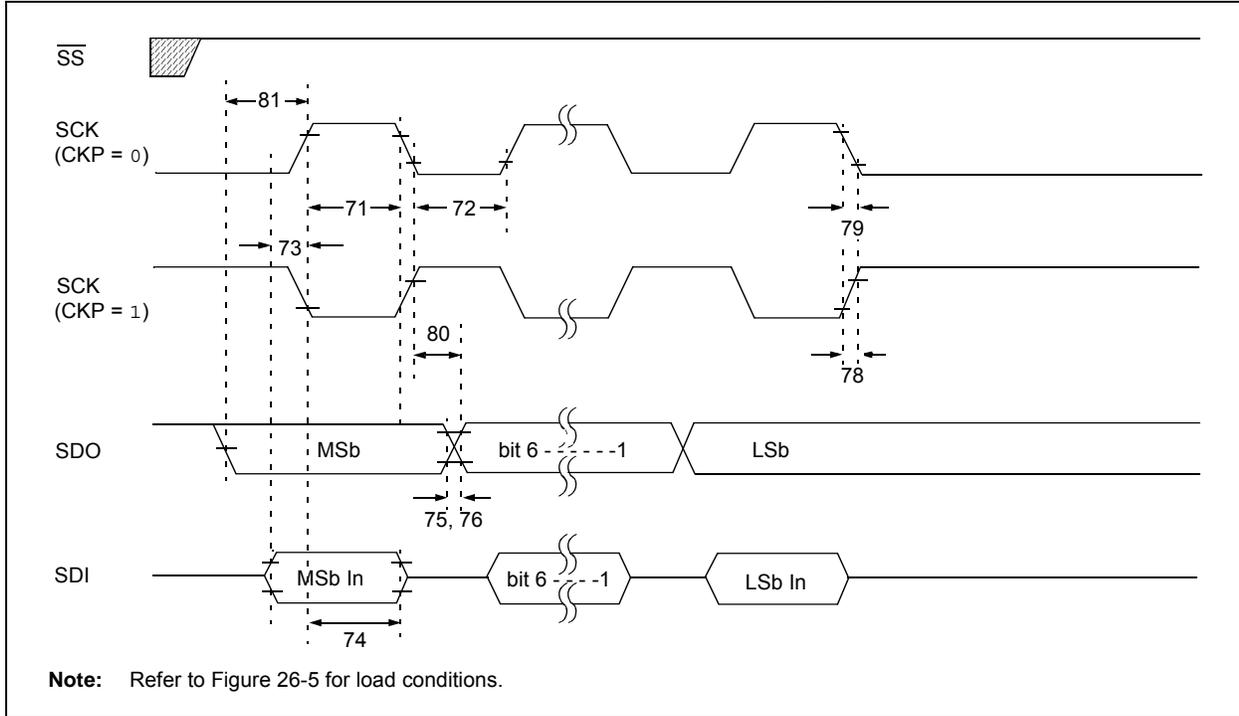 SS
81
SCK
(CKP = 0)
71
72
79
73
SCK
(CKP = 1)
80
78
SDO
MSb
bit 6 - - - - - -1
LSb
75, 76
SDI
MSb In
bit 6 - - - - -1
LSb In
74
Note: Refer to Figure 26-5 for load conditions.